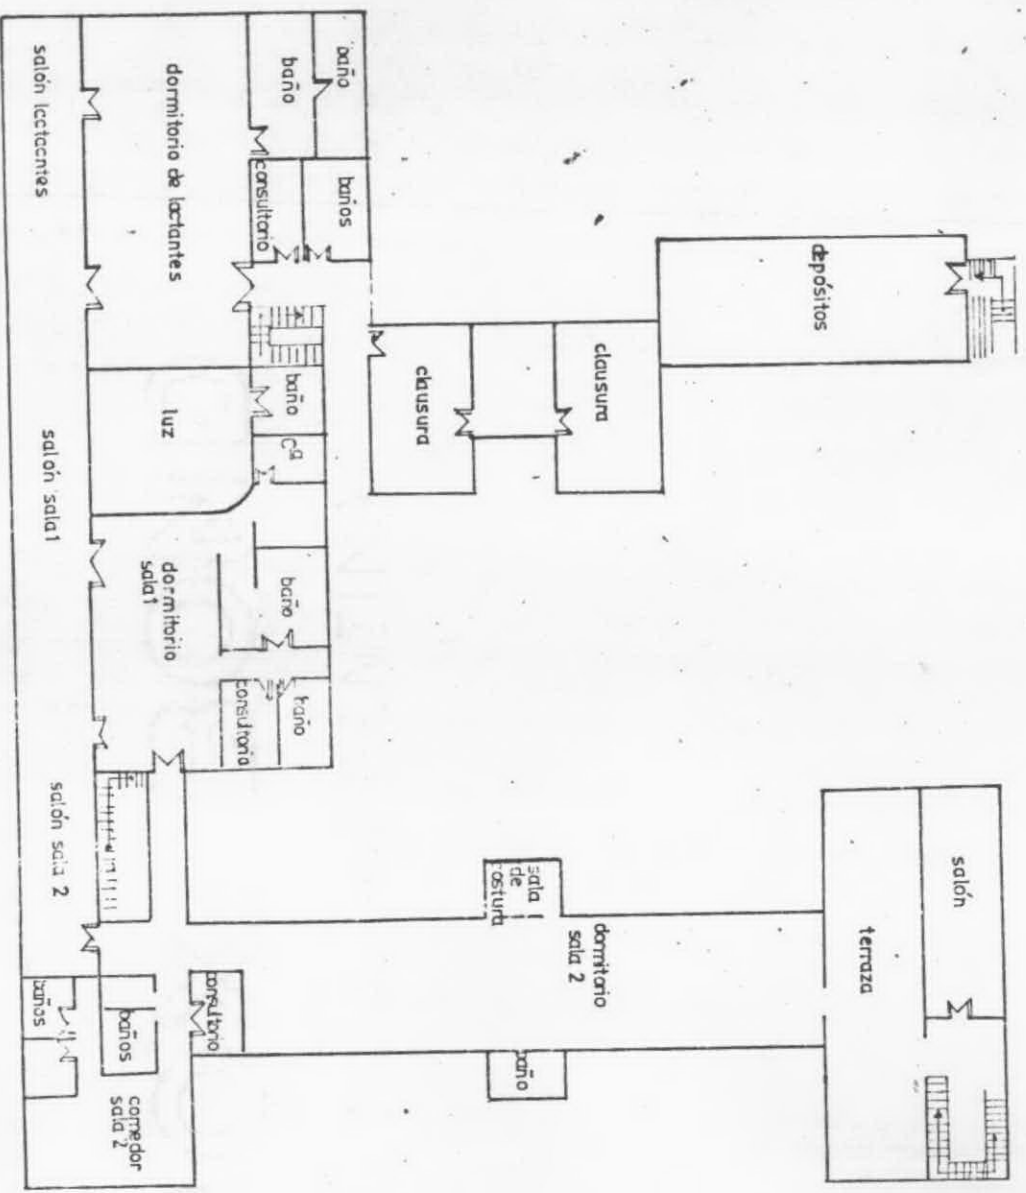 salón lactacntes
dormitorio de lactantes
baño
baño
consultorio
baños
depósitos
clausura
clausura
luz
baño
Cª
salón sala1
dormitorio
sala1
baño
consultoria
baño
salón sala 2
sala
de
costura
dormitorio
sala 2
terraza
salón
baños
baños
consultorio
baño
comedor
sala 2